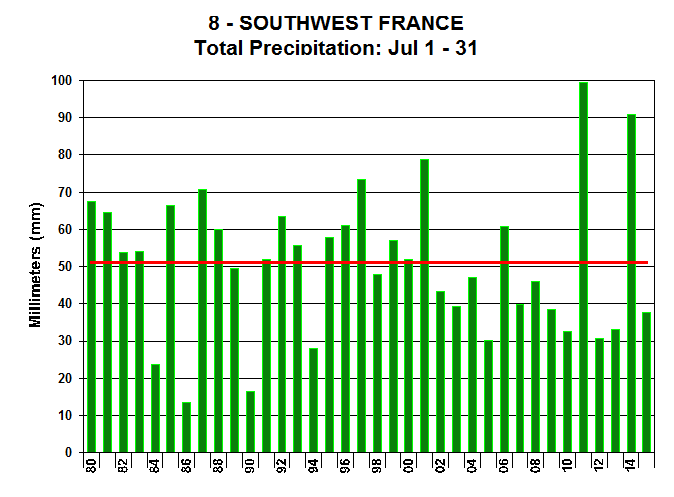 8 - SOUTHWEST FRANCE
Total Precipitation: Jul 1 - 31
Millimeters (mm)
100
90
80
70
60
50
40
30
20
10
0
80 82 84 86 88 90 92 94 96 98 00 02 04 06 08 10 12 14